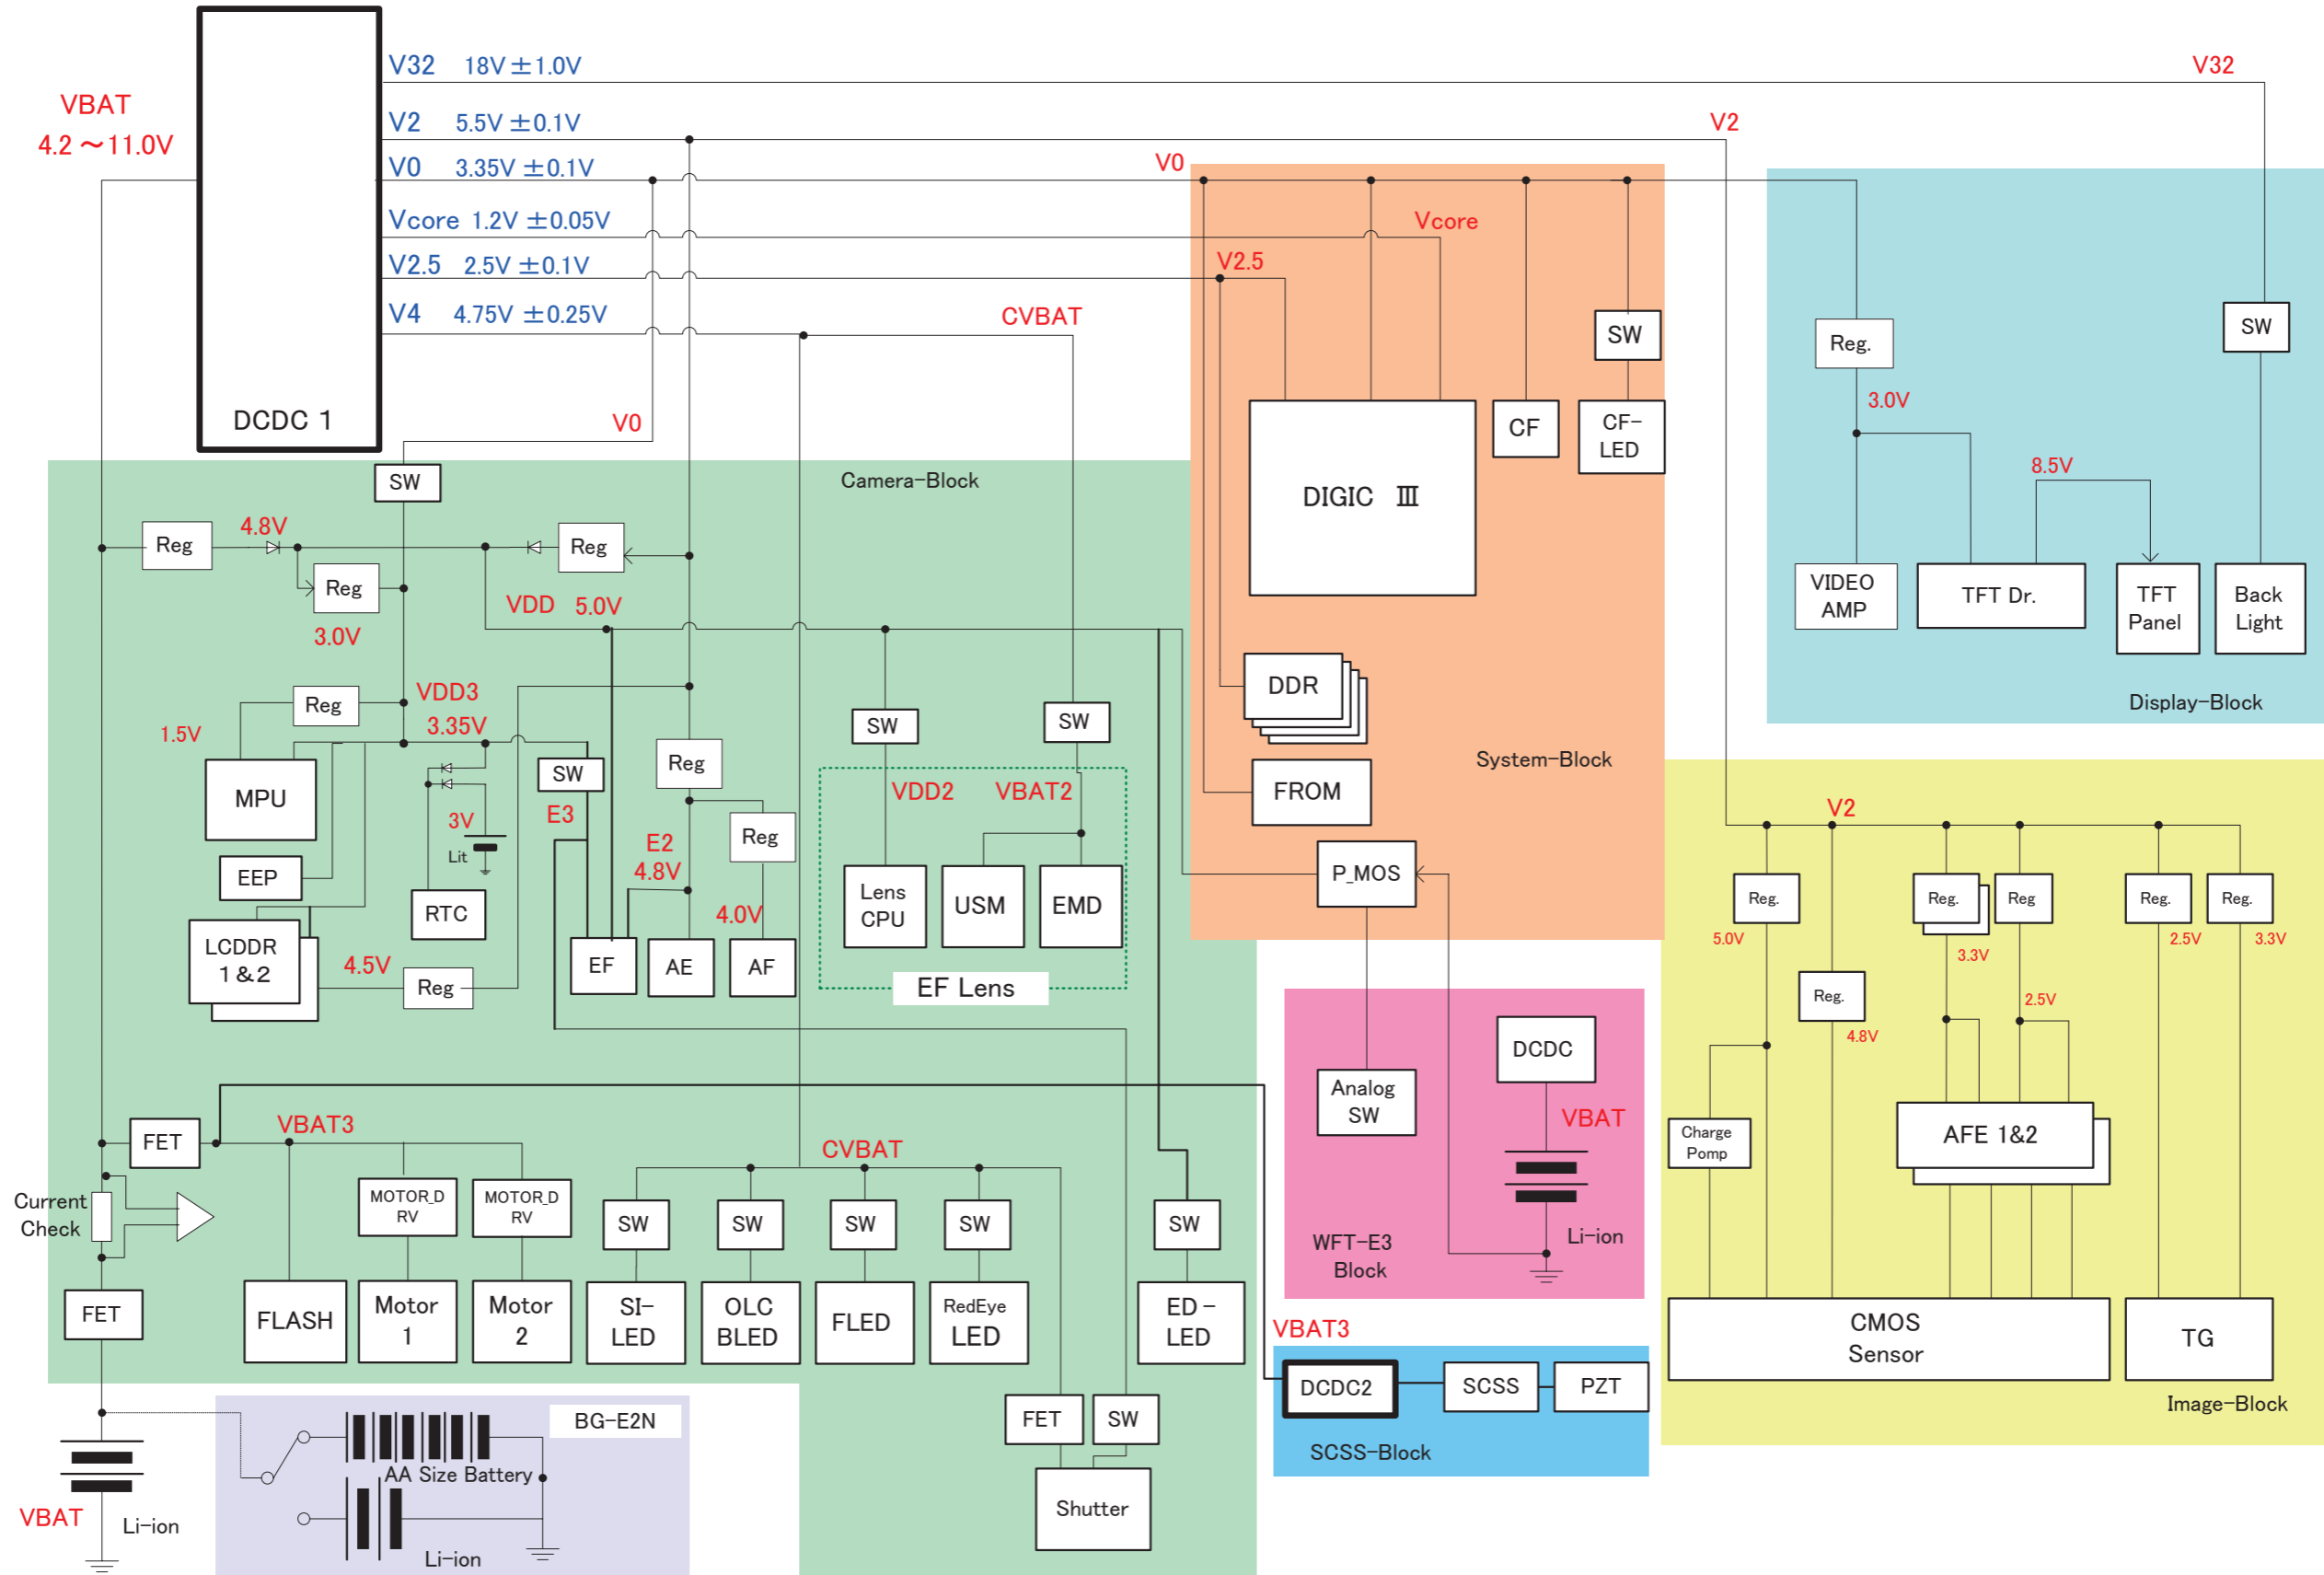 V32 18V±1.0V
V32
VBAT
4.2～11.0V
V2 5.5V±0.1V
V2
V0 3.35V±0.1V
V0
Vcore 1.2V±0.05V
Vcore
V2.5 2.5V±0.1V
V2.5
V4 4.75V±0.25V
CVBAT
DCDC 1
V0
SW
Camera-Block
Reg
4.8V
Reg
Reg
3.0V
VDD 5.0V
Reg
VDD3
3.35V
1.5V
MPU
3V
Lit
EEP
RTC
LCDDR
1&2
4.5V
Reg
SW
E3
Reg
Reg
E2
4.8V
4.0V
EF
AE
AF
SW
SW
VDD2
VBAT2
Lens
CPU
USM
EMD
EF Lens
SW
DIGIC Ⅲ
CF
CF-
LED
DDR
System-Block
FROM
P_MOS
Reg.
3.0V
SW
8.5V
VIDEO
AMP
TFT Dr.
TFT
Panel
Back
Light
Display-Block
V2
Reg.
5.0V
Reg.
4.8V
Reg.
3.3V
Reg
2.5V
Reg.
2.5V
Reg.
3.3V
Charge
Pomp
AFE 1&2
CMOS
Sensor
TG
Image-Block
DCDC
Analog
SW
VBAT
Li-ion
WFT-E3
Block
FET
VBAT3
CVBAT
Current
Check
MOTOR_D
RV
MOTOR_D
RV
SW
SW
SW
SW
SW
FET
FLASH
Motor
1
Motor
2
SI-
LED
OLC
BLED
FLED
RedEye
LED
ED-
LED
VBAT3
DCDC2
SCSS
PZT
SCSS-Block
FET
SW
Shutter
BG-E2N
AA Size Battery
Li-ion
VBAT
Li-ion